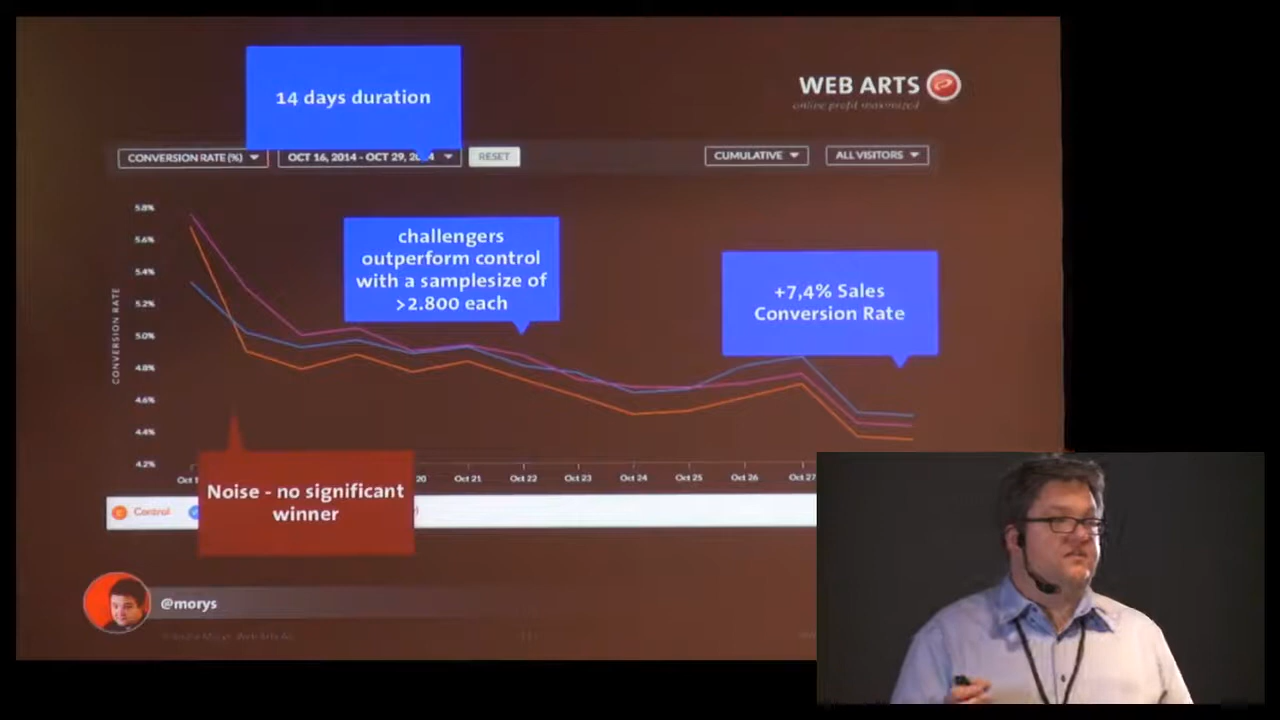 14 days duration
WEB ARTS
online profit maximized
CONVERSION RATE (%)
OCT 16, 2014 - OCT 29, 2014
RESET
CUMULATIVE
ALL VISITORS
5.8%
5.6%
5.4%
5.2%
5.0%
4.8%
4.6%
4.4%
4.2%
CONVERSION RATE
challengers
outperform control
with a samplesize of
>2.800 each
+7,4% Sales
Conversion Rate
Oct 1
20
Oct 21
Oct 22
Oct 23
Oct 24
Oct 25
Oct 26
Oct 27
Noise - no significant
winner
Control
@morys